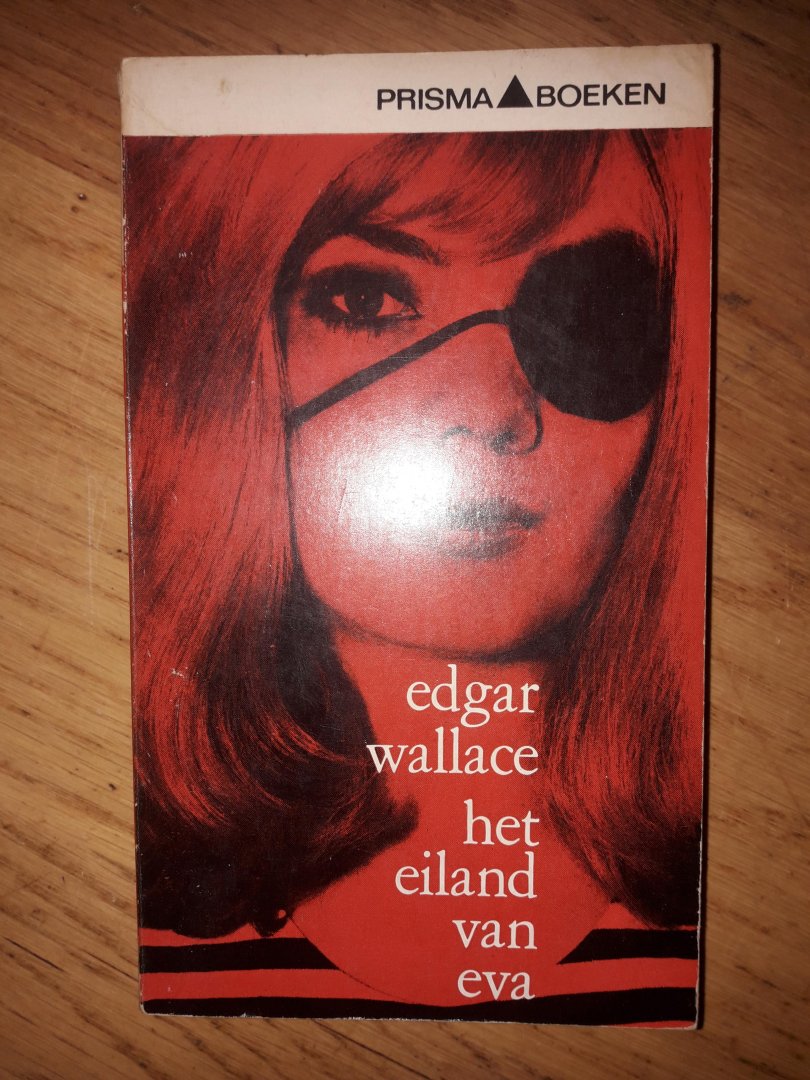 PRISMA BOEKEN
edgar
wallace
het
eiland
van
eva